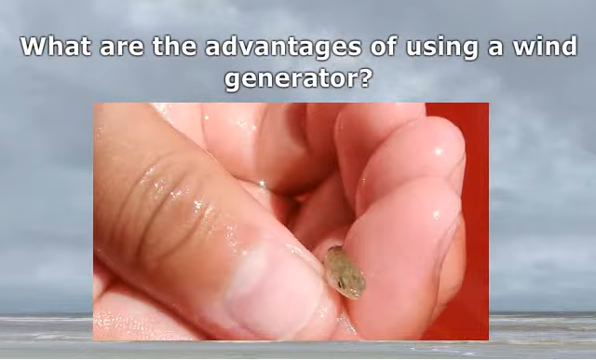 What are the advantages of using a wind
generator?